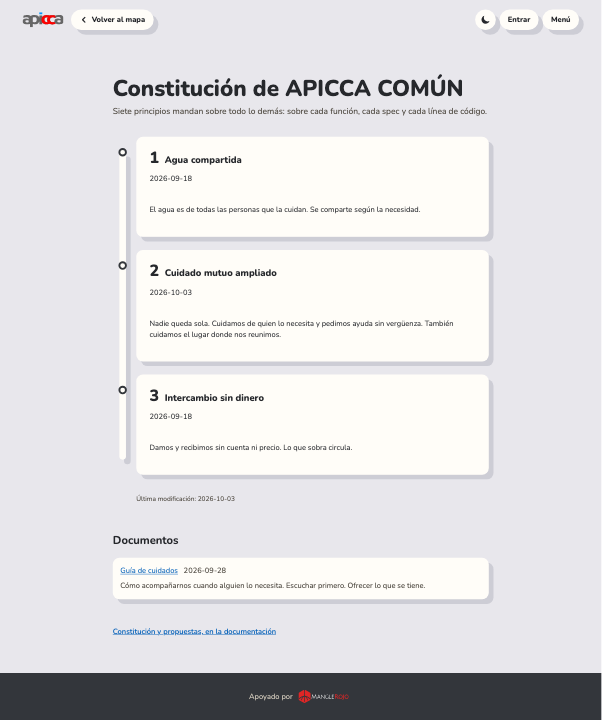 apicca
Volver al mapa
Entrar
Menú
Constitución de APICCA COMÚN
Siete principios mandan sobre todo lo demás: sobre cada función, cada spec y cada línea de código.
1 Agua compartida
2026-09-18
El agua es de todas las personas que la cuidan. Se comparte según la necesidad.
2 Cuidado mutuo ampliado
2026-10-03
Nadie queda sola. Cuidamos de quien lo necesita y pedimos ayuda sin vergüenza. También
cuidamos el lugar donde nos reunimos.
3 Intercambio sin dinero
2026-09-18
Damos y recibimos sin cuenta ni precio. Lo que sobra circula.
Última modificación: 2026-10-03
Documentos
Guía de cuidados 2026-09-28
Cómo acompañarnos cuando alguien lo necesita. Escuchar primero. Ofrecer lo que se tiene.
Constitución y propuestas, en la documentación
Apoyado por MANGLEROJO